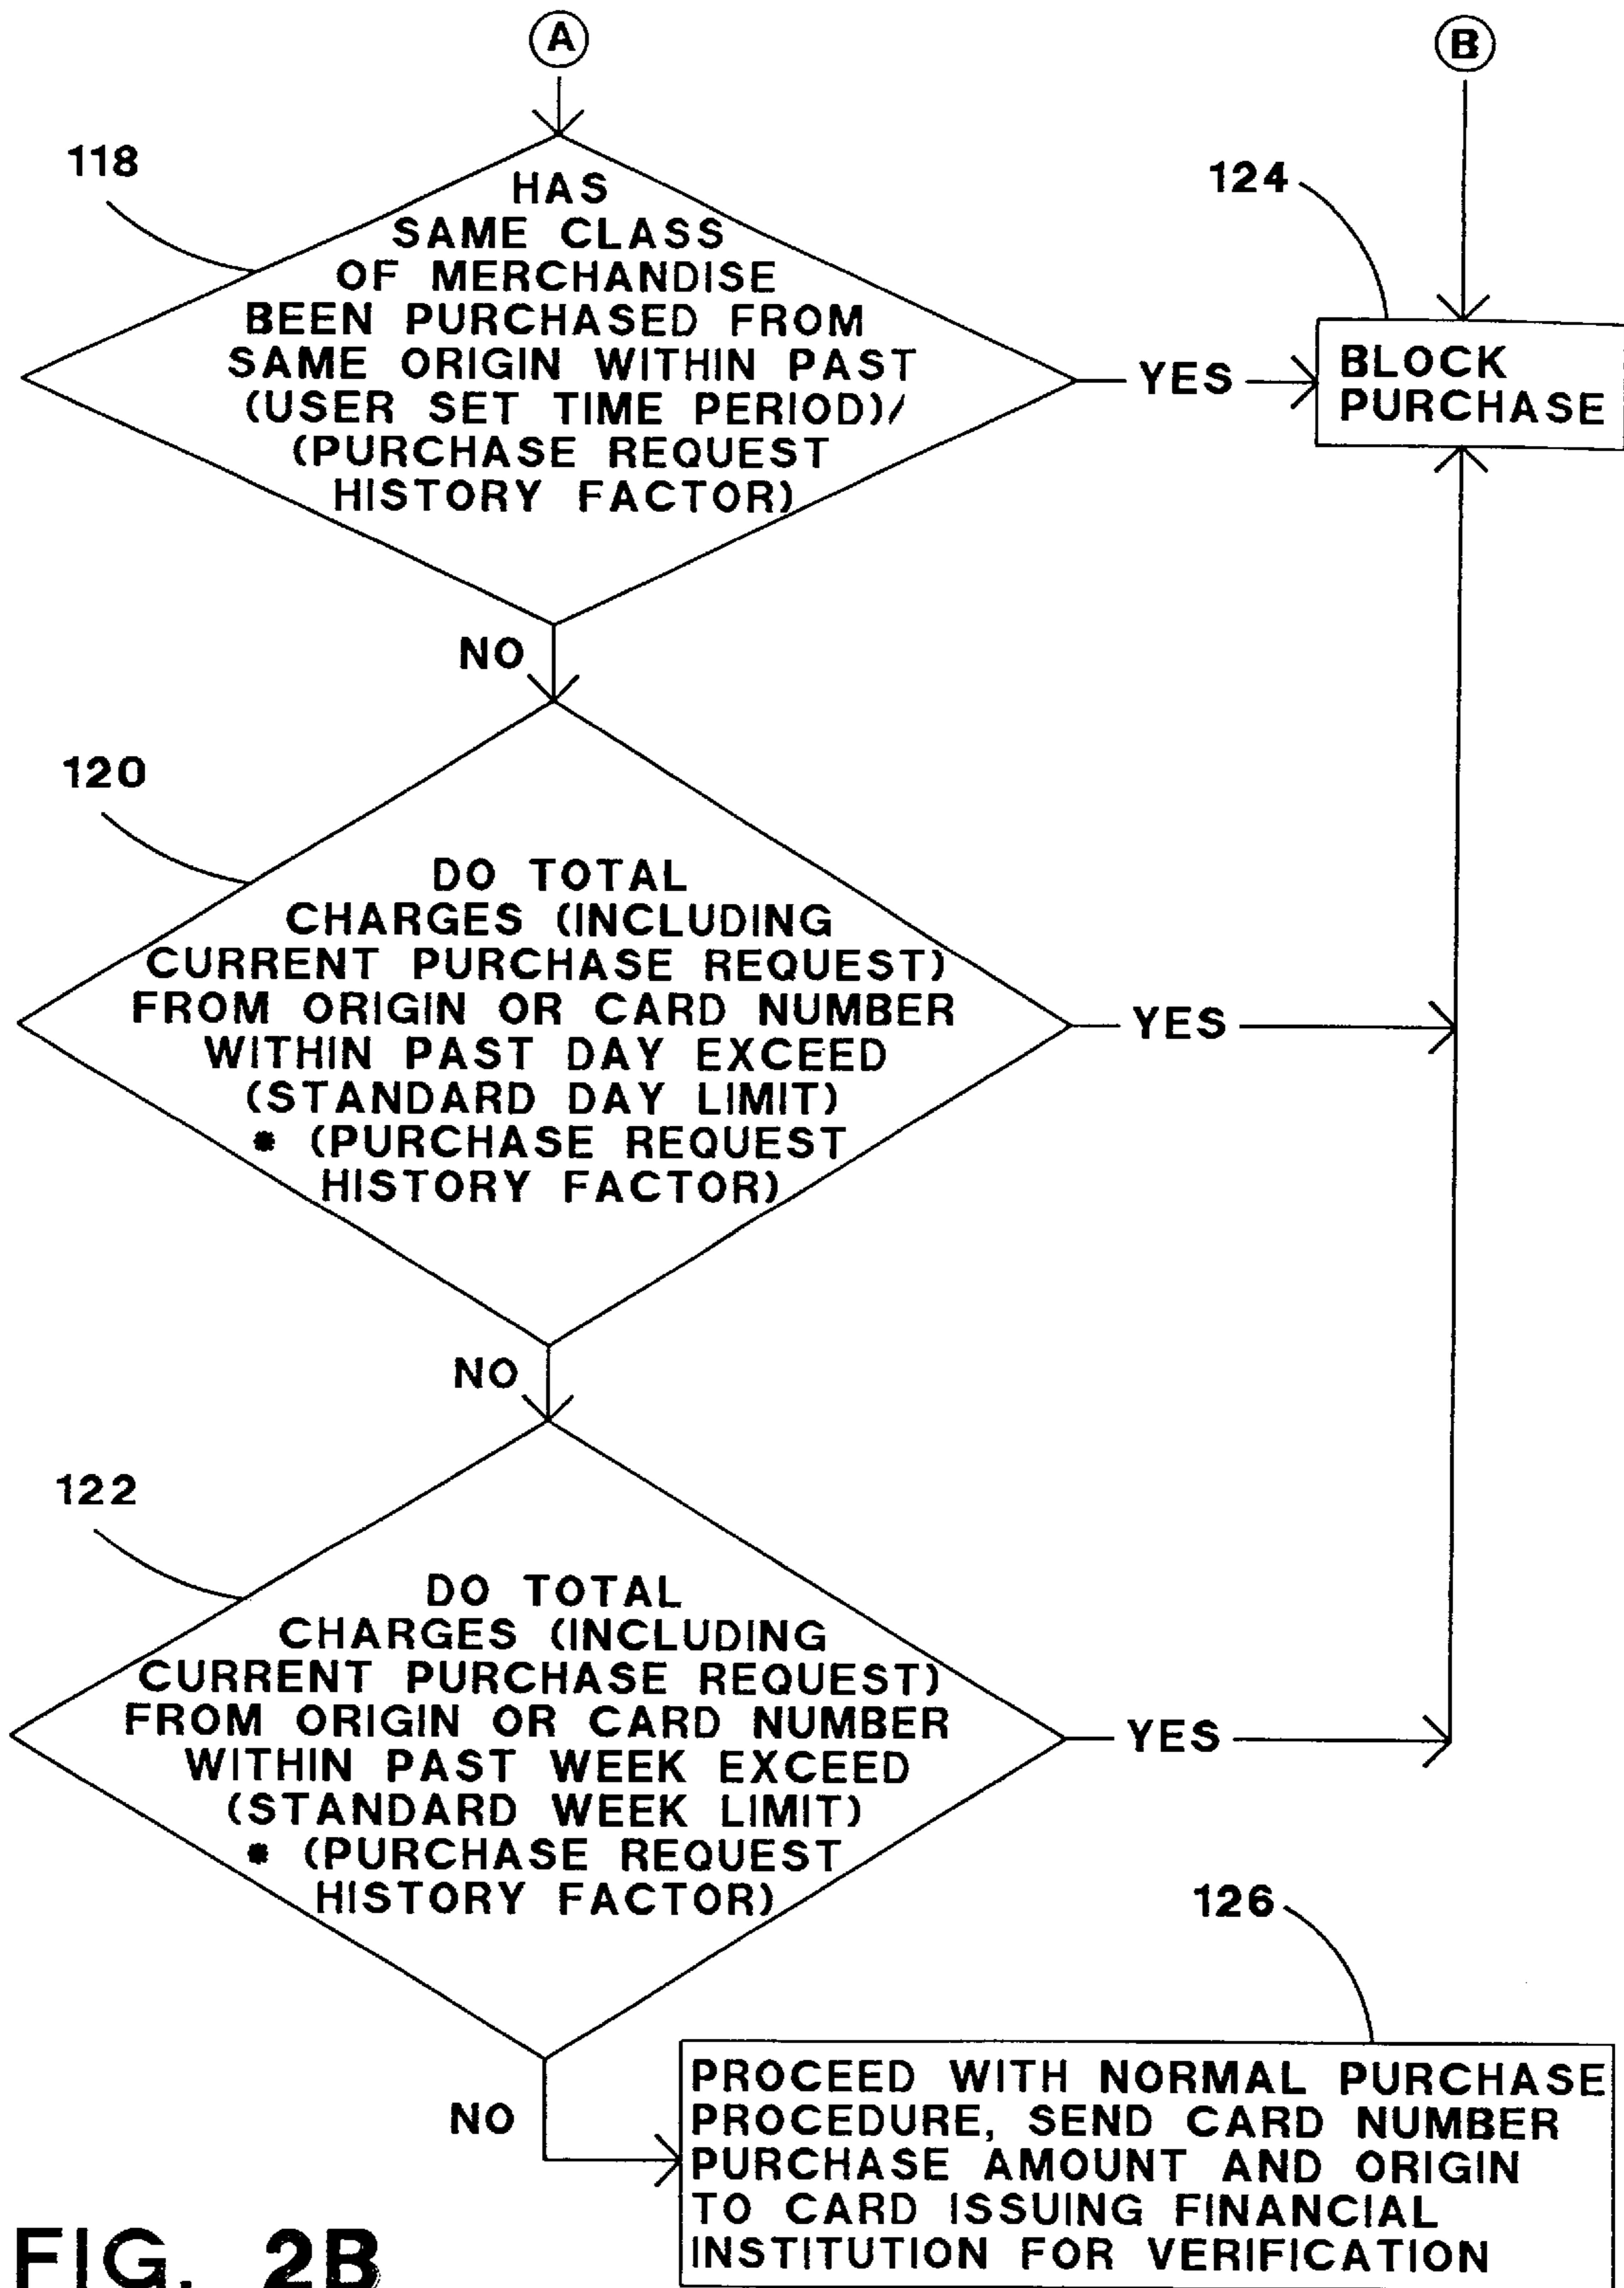 A
B
118
HAS
SAME CLASS
OF MERCHANDISE
BEEN PURCHASED FROM
SAME ORIGIN WITHIN PAST
(USER SET TIME PERIOD)/
(PURCHASE REQUEST
HISTORY FACTOR)
YES
124
BLOCK
PURCHASE
NO
120
DO TOTAL
CHARGES (INCLUDING
CURRENT PURCHASE REQUEST)
FROM ORIGIN OR CARD NUMBER
WITHIN PAST DAY EXCEED
(STANDARD DAY LIMIT)
* (PURCHASE REQUEST
HISTORY FACTOR)
YES
NO
122
DO TOTAL
CHARGES (INCLUDING
CURRENT PURCHASE REQUEST)
FROM ORIGIN OR CARD NUMBER
WITHIN PAST WEEK EXCEED
(STANDARD WEEK LIMIT)
* (PURCHASE REQUEST
HISTORY FACTOR)
YES
NO
126
PROCEED WITH NORMAL PURCHASE
PROCEDURE, SEND CARD NUMBER
PURCHASE AMOUNT AND ORIGIN
TO CARD ISSUING FINANCIAL
INSTITUTION FOR VERIFICATION
FIG. 2B